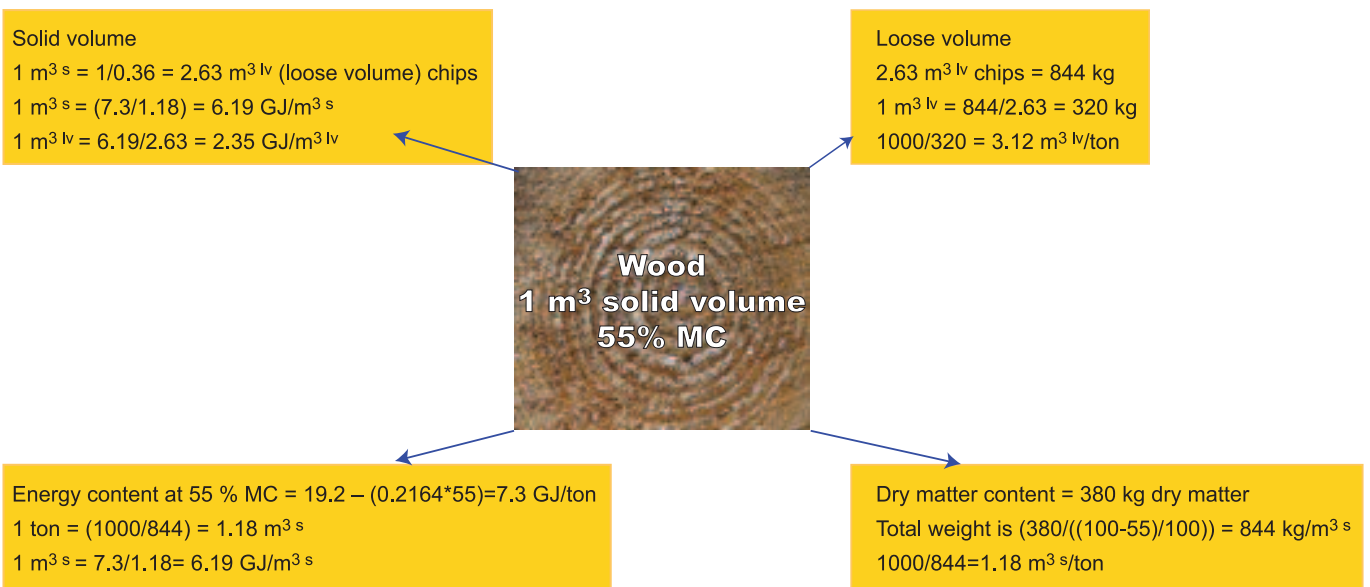 Solid volume
1 m³ ˢ = 1/0.36 = 2.63 m³ ˡᵛ (loose volume) chips
1 m³ ˢ = (7.3/1.18) = 6.19 GJ/m³ ˢ
1 m³ ˡᵛ = 6.19/2.63 = 2.35 GJ/m³ ˡᵛ
Loose volume
2.63 m³ ˡᵛ chips = 844 kg
1 m³ ˡᵛ = 844/2.63 = 320 kg
1000/320 = 3.12 m³ ˡᵛ/ton
Wood
1 m³ solid volume
55% MC
Energy content at 55 % MC = 19.2 – (0.2164*55)=7.3 GJ/ton
1 ton = (1000/844) = 1.18 m³ ˢ
1 m³ ˢ = 7.3/1.18= 6.19 GJ/m³ ˢ
Dry matter content = 380 kg dry matter
Total weight is (380/((100-55)/100)) = 844 kg/m³ ˢ
1000/844=1.18 m³ ˢ/ton